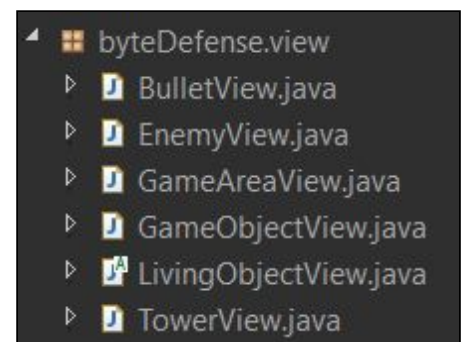 byteDefense.view
BulletView.java
EnemyView.java
GameAreaView.java
GameObjectView.java
LivingObjectView.java
TowerView.java